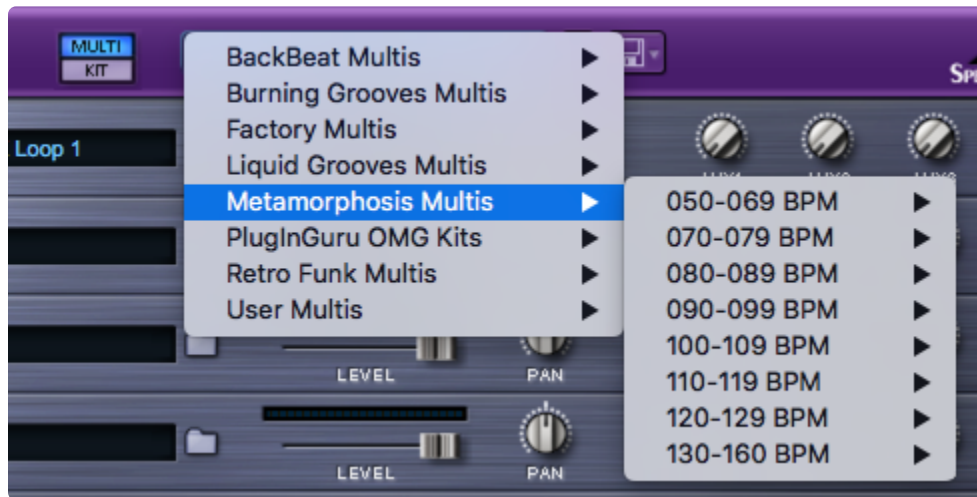 MULTI
KIT
BackBeat Multis
Burning Grooves Multis
Factory Multis
Liquid Grooves Multis
Metamorphosis Multis
PlugInGuru OMG Kits
Retro Funk Multis
User Multis
Loop 1
050-069 BPM
070-079 BPM
080-089 BPM
090-099 BPM
100-109 BPM
110-119 BPM
120-129 BPM
130-160 BPM
LEVEL PAN
LEVEL PAN